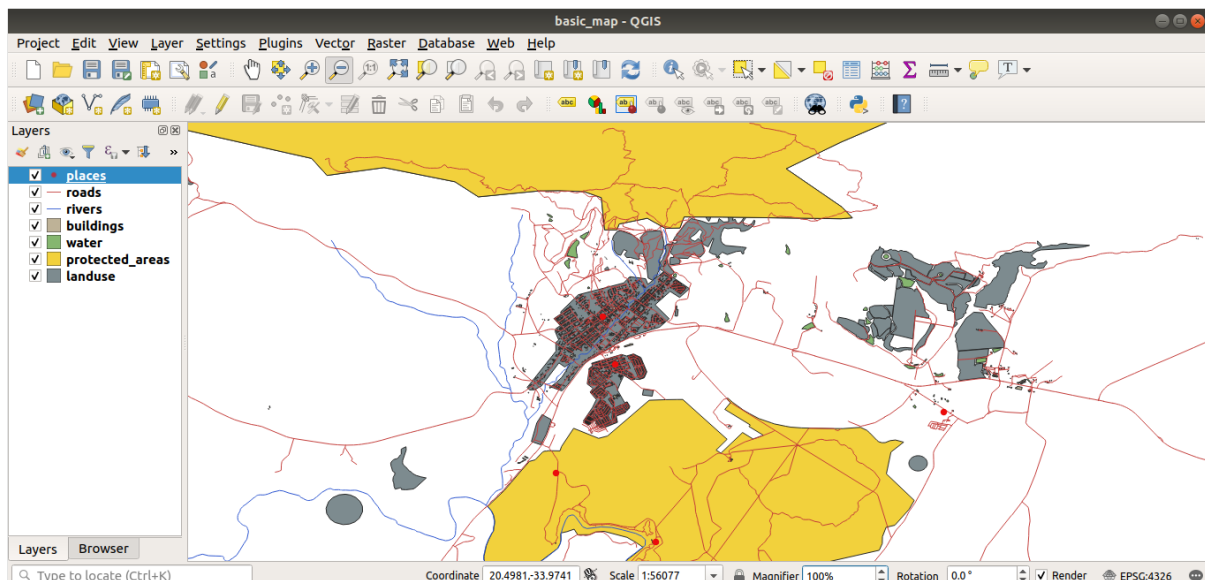 basic_map - QGIS
Project Edit View Layer Settings Plugins Vector Raster Database Web Help
Layers
places
roads
rivers
buildings
water
protected_areas
landuse
Layers Browser
Type to locate (Ctrl+K) Coordinate 20.4981,-33.9741 Scale 1:56077 Magnifier 100% Rotation 0.0° Render EPSG:4326